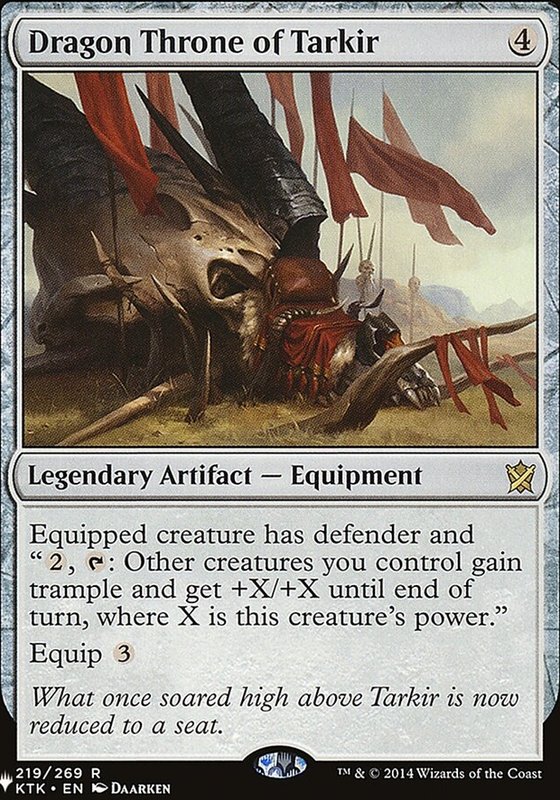 Dragon Throne of Tarkir 4
Legendary Artifact — Equipment
Equipped creature has defender and
“2, : Other creatures you control gain
trample and get +X/+X until end of
turn, where X is this creature’s power.”
Equip 3
What once soared high above Tarkir is now
reduced to a seat.
219/269 R
KTK • EN Daarken
™ & © 2014 Wizards of the Coast